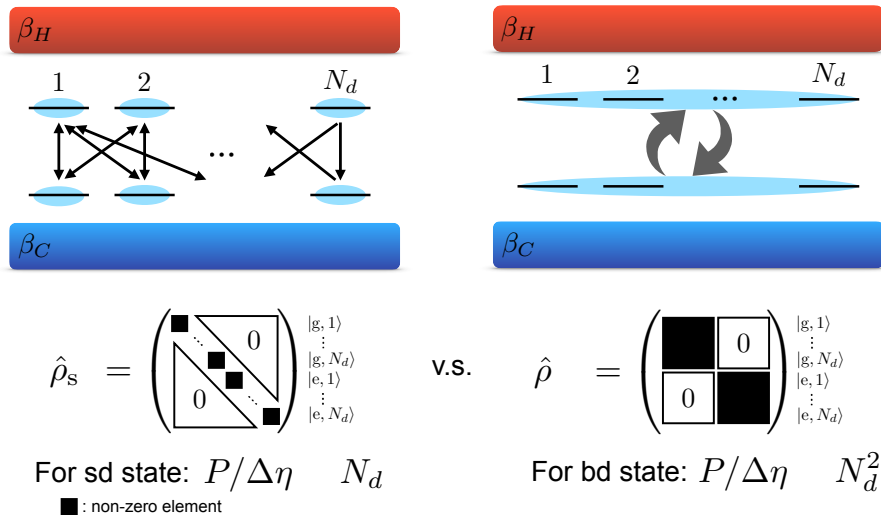 β_H
β_H
1 2 N_d
...
1 2 ... N_d
β_C
β_C
ρ̂_s = ( 0 ... ... 0 ) |g,1⟩ ⋮ |g,N_d⟩ |e,1⟩ ⋮ |e,N_d⟩
v.s.
ρ̂ = ( 0 0 ) |g,1⟩ ⋮ |g,N_d⟩ |e,1⟩ ⋮ |e,N_d⟩
For sd state: P/Δη N_d
For bd state: P/Δη N_d^2
■ : non-zero element